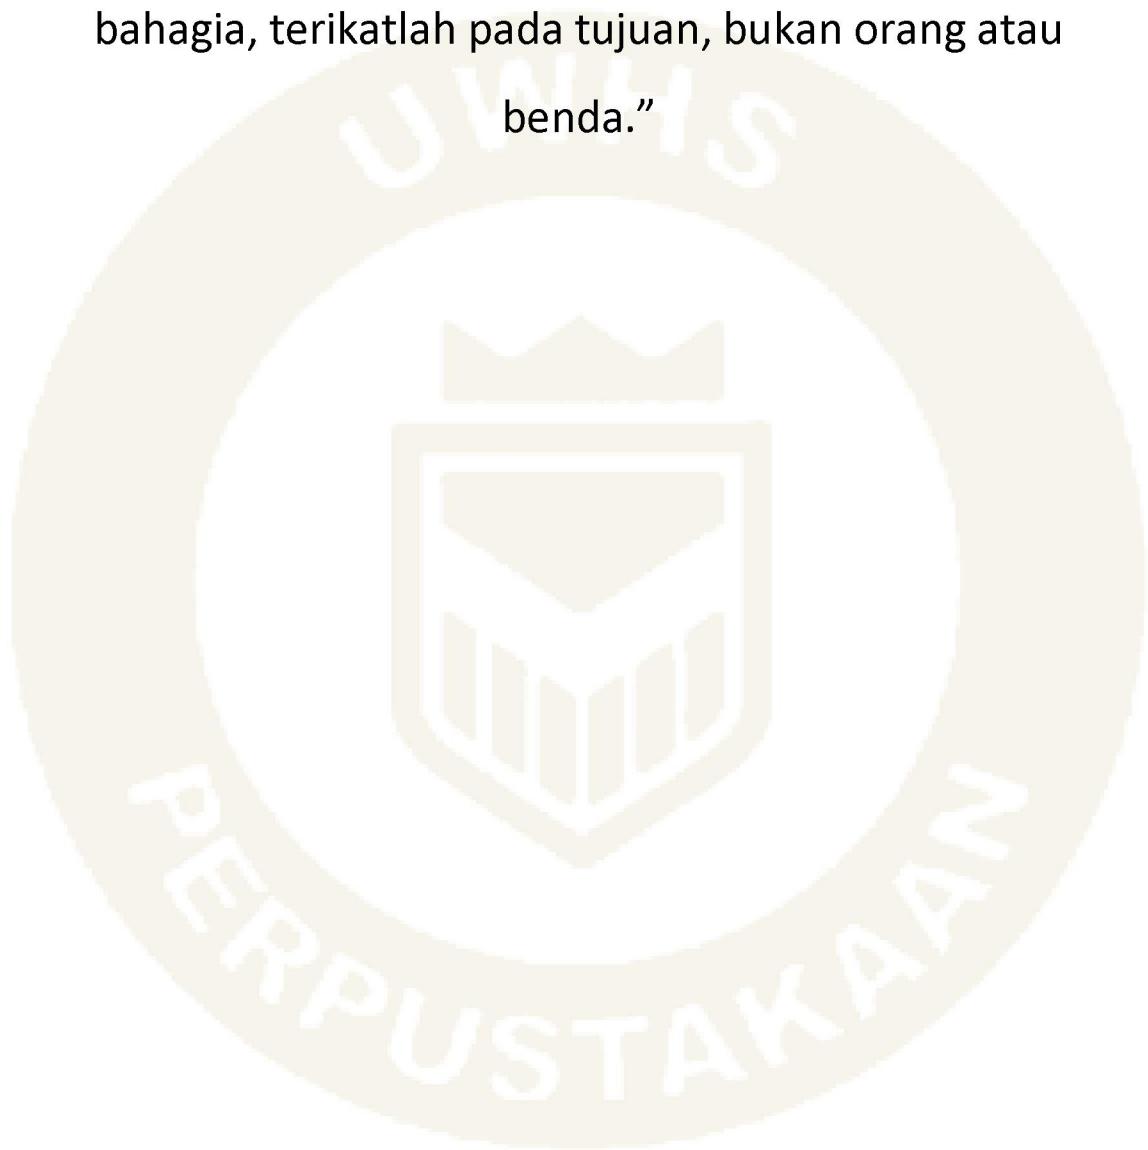 bahagia, terikatlah pada tujuan, bukan orang atau
benda.”
UWHS
PERPUSTAKAAN